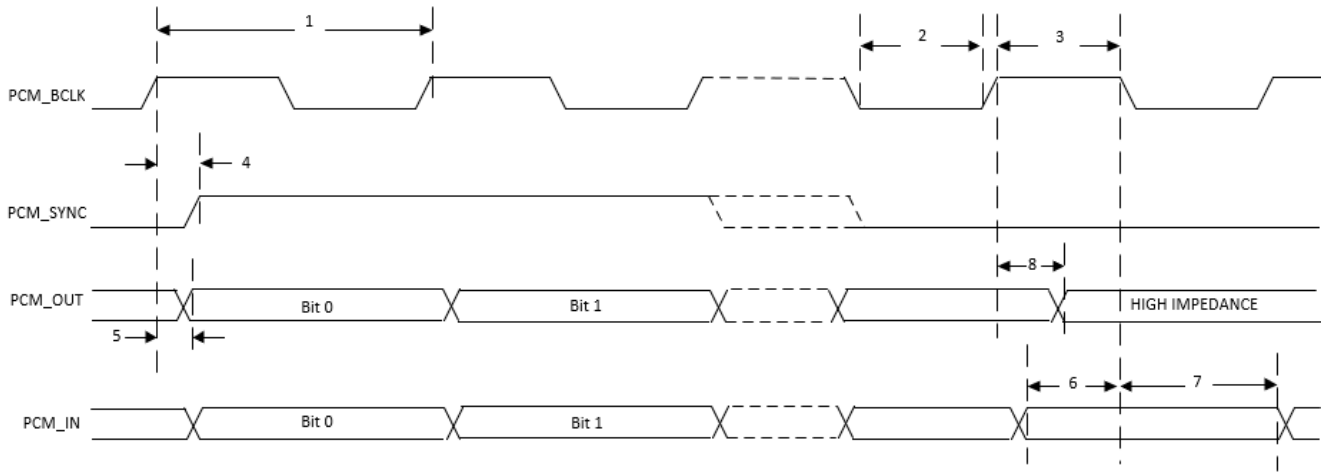 1
2
3
PCM_BCLK
4
PCM_SYNC
8
PCM_OUT
Bit 0
Bit 1
HIGH IMPEDANCE
5
6
7
PCM_IN
Bit 0
Bit 1